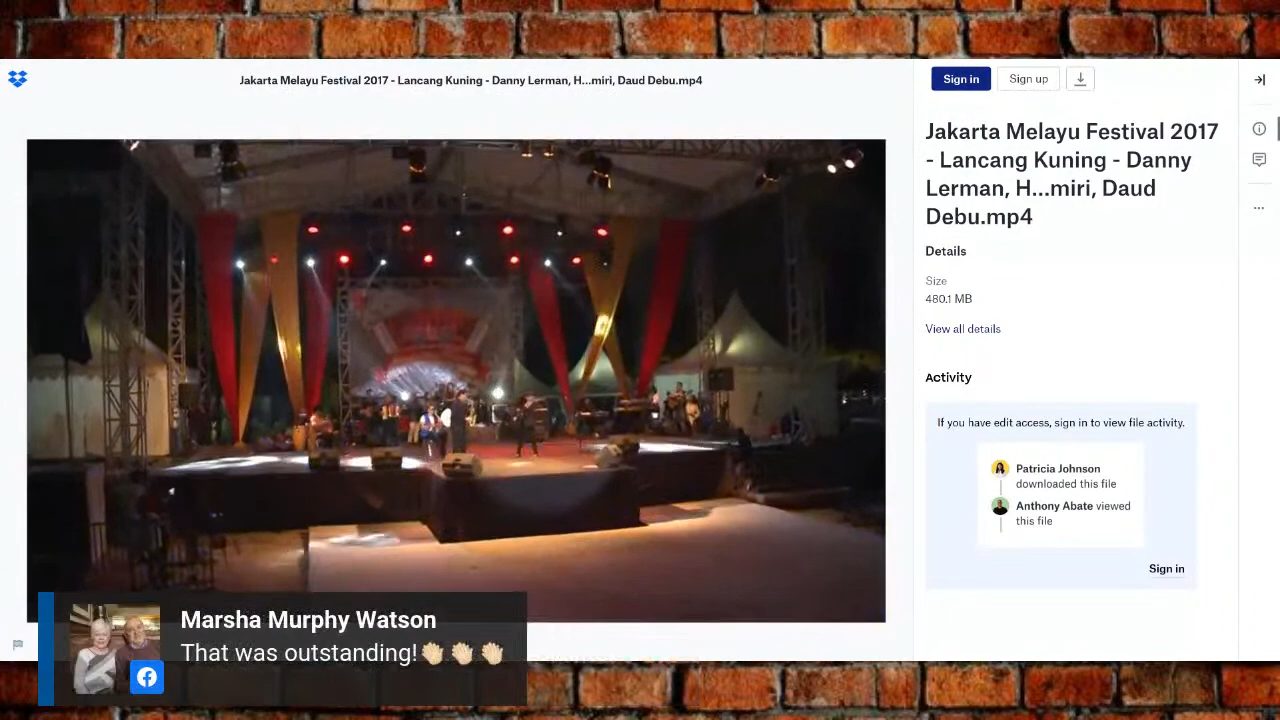 Jakarta Melayu Festival 2017 - Lancang Kuning - Danny Lerman, H...miri, Daud Debu.mp4
Sign in
Sign up
Jakarta Melayu Festival 2017
- Lancang Kuning - Danny
Lerman, H...miri, Daud
Debu.mp4
Details
Size
480.1 MB
View all details
Activity
If you have edit access, sign in to view file activity.
Patricia Johnson
downloaded this file
Anthony Abate viewed
this file
Sign in
Marsha Murphy Watson
That was outstanding!👏🏼👏🏼👏🏼